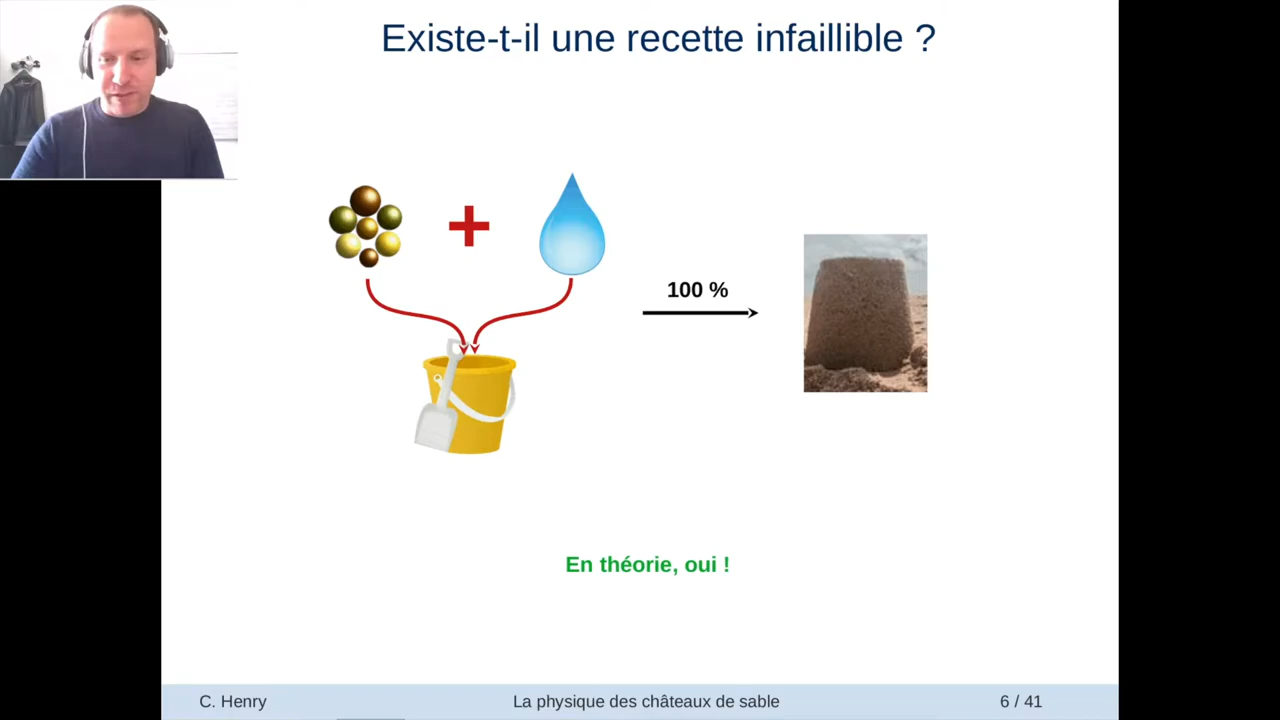 Existe-t-il une recette infaillible ?
100 %
En théorie, oui !
C. Henry
La physique des châteaux de sable
6 / 41